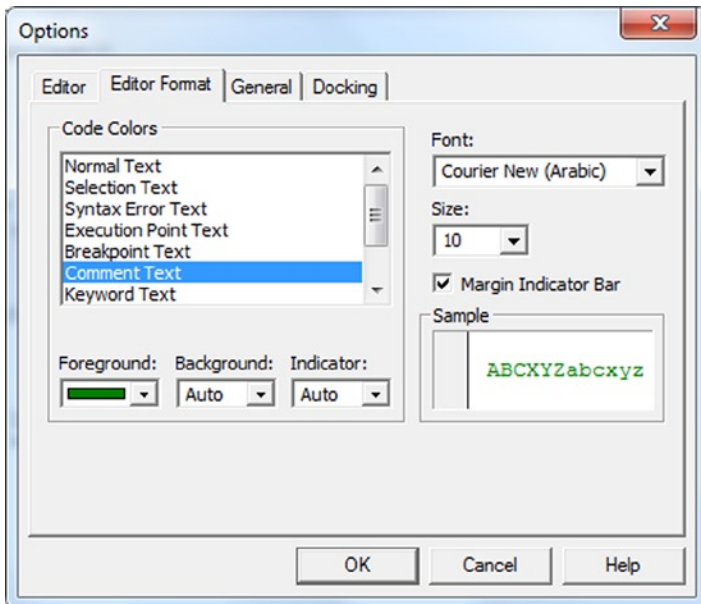 Options
Editor
Editor Format
General
Docking
Code Colors
Normal Text
Selection Text
Syntax Error Text
Execution Point Text
Breakpoint Text
Comment Text
Keyword Text
Foreground:
Background:
Indicator:
Auto
Auto
Font:
Courier New (Arabic)
Size:
10
Margin Indicator Bar
Sample
ABCXYZabcxyz
OK
Cancel
Help